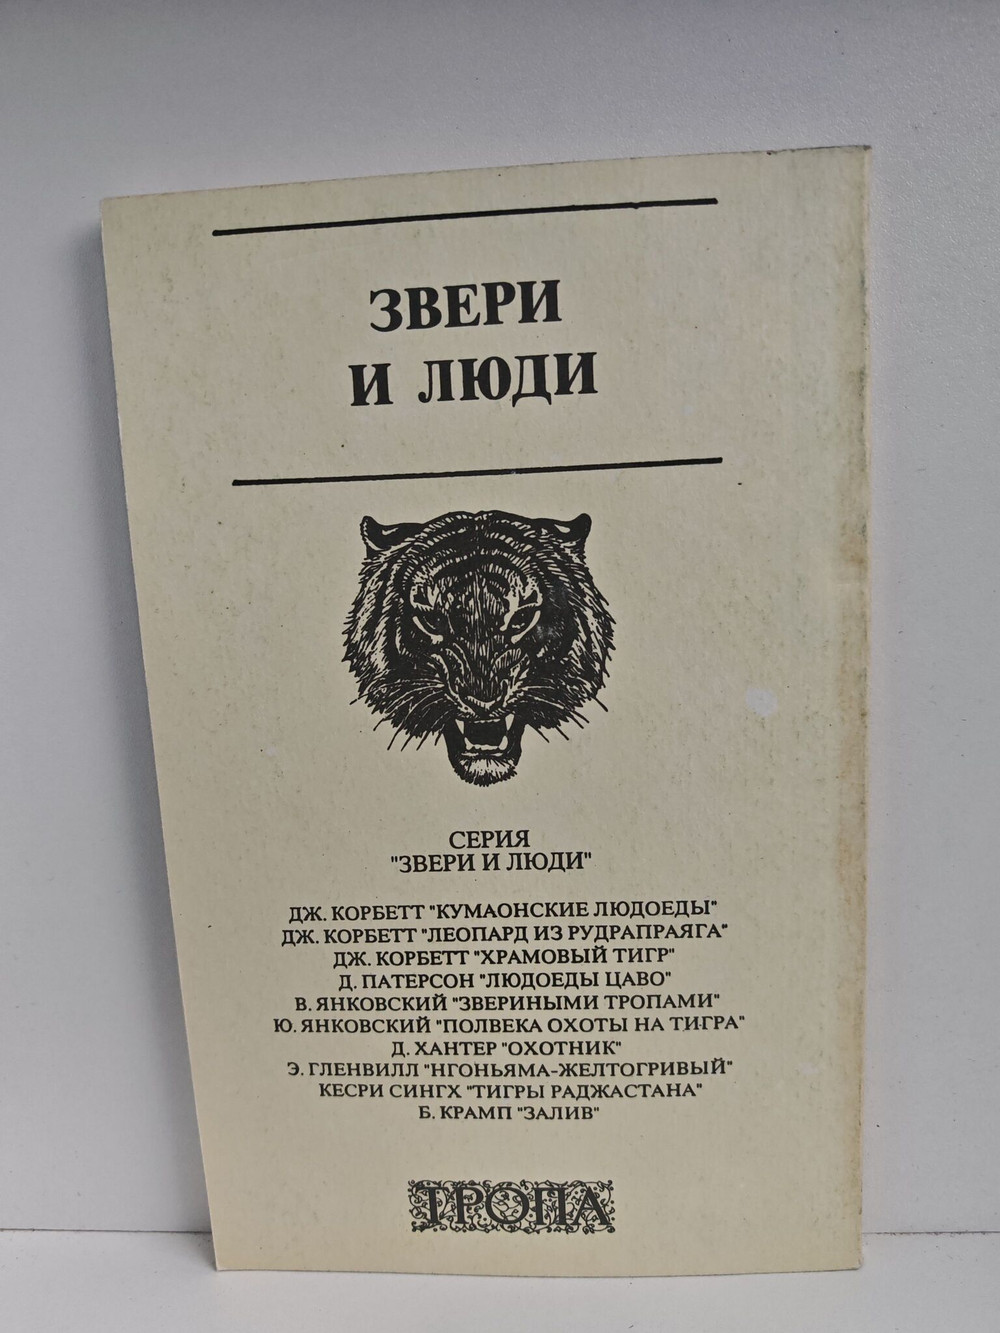 ЗВЕРИ
И ЛЮДИ
СЕРИЯ
"ЗВЕРИ И ЛЮДИ"
ДЖ. КОРБЕТТ "КУМАОНСКИЕ ЛЮДОЕДЫ"
ДЖ. КОРБЕТТ "ЛЕОПАРД ИЗ РУДРАПРАЯГА"
ДЖ. КОРБЕТТ "ХРАМОВЫЙ ТИГР"
Д. ПАТЕРСОН "ЛЮДОЕДЫ ЦАВО"
В. ЯНКОВСКИЙ "ЗВЕРИНЫМИ ТРОПАМИ"
Ю. ЯНКОВСКИЙ "ПОЛВЕКА ОХОТЫ НА ТИГРА"
Д. ХАНТЕР "ОХОТНИК"
Э. ГЛЕНВИЛЛ "НГОНЬЯМА-ЖЕЛТОГРИВЫЙ"
КЕСРИ СИНГХ "ТИГРЫ РАДЖАСТАНА"
Б. КРАМП "ЗАЛИВ"
ТРОПА